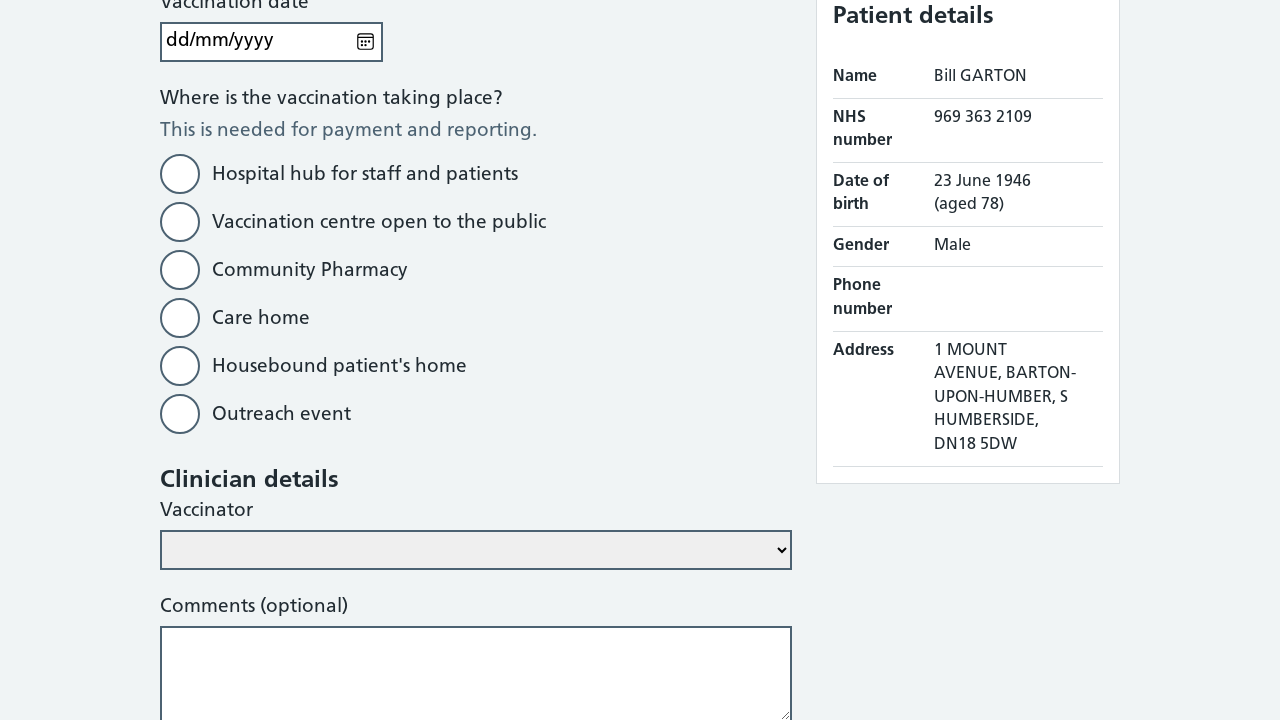 Vaccination date
dd/mm/yyyy
Where is the vaccination taking place?
This is needed for payment and reporting.
Hospital hub for staff and patients
Vaccination centre open to the public
Community Pharmacy
Care home
Housebound patient's home
Outreach event
Clinician details
Vaccinator
Comments (optional)
Patient details
Name Bill GARTON
NHS number 969 363 2109
Date of birth 23 June 1946 (aged 78)
Gender Male
Phone number
Address 1 MOUNT
AVENUE, BARTON-
UPON-HUMBER, S
HUMBERSIDE,
DN18 5DW